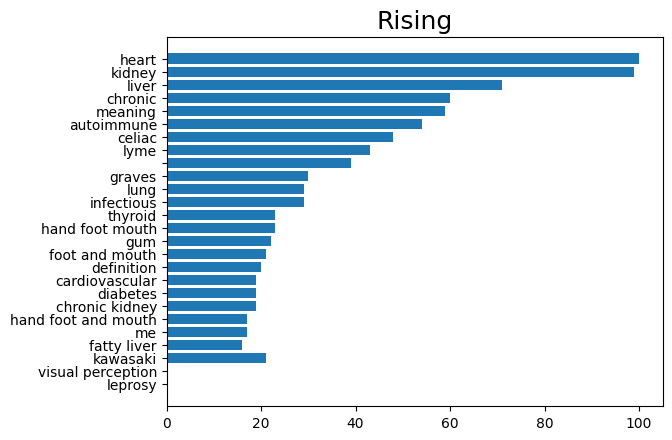 Rising
heart
kidney
liver
chronic
meaning
autoimmune
celiac
lyme
graves
lung
infectious
thyroid
hand foot mouth
gum
foot and mouth
definition
cardiovascular
diabetes
chronic kidney
hand foot and mouth
me
fatty liver
kawasaki
visual perception
leprosy
0 20 40 60 80 100